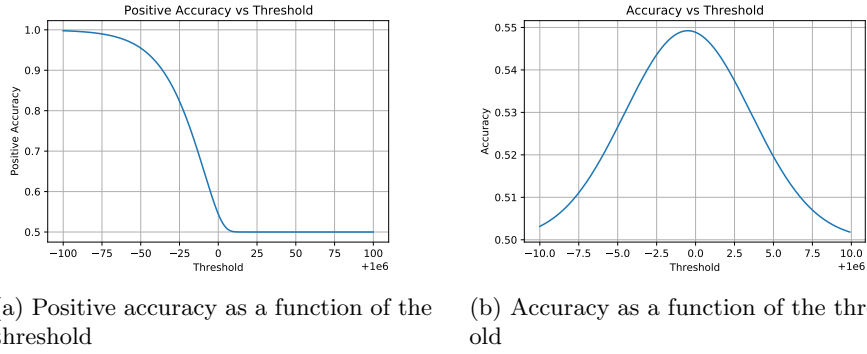 Positive Accuracy vs Threshold
1.0
0.9
0.8
0.7
0.6
0.5
Positive Accuracy
−100 −75 −50 −25 0 25 50 75 100
Threshold
+1e6
Accuracy vs Threshold
0.55
0.54
0.53
0.52
0.51
0.50
Accuracy
−10.0 −7.5 −5.0 −2.5 0.0 2.5 5.0 7.5 10.0
Threshold
+1e6
a) Positive accuracy as a function of the
hreshold
(b) Accuracy as a function of the thr
old